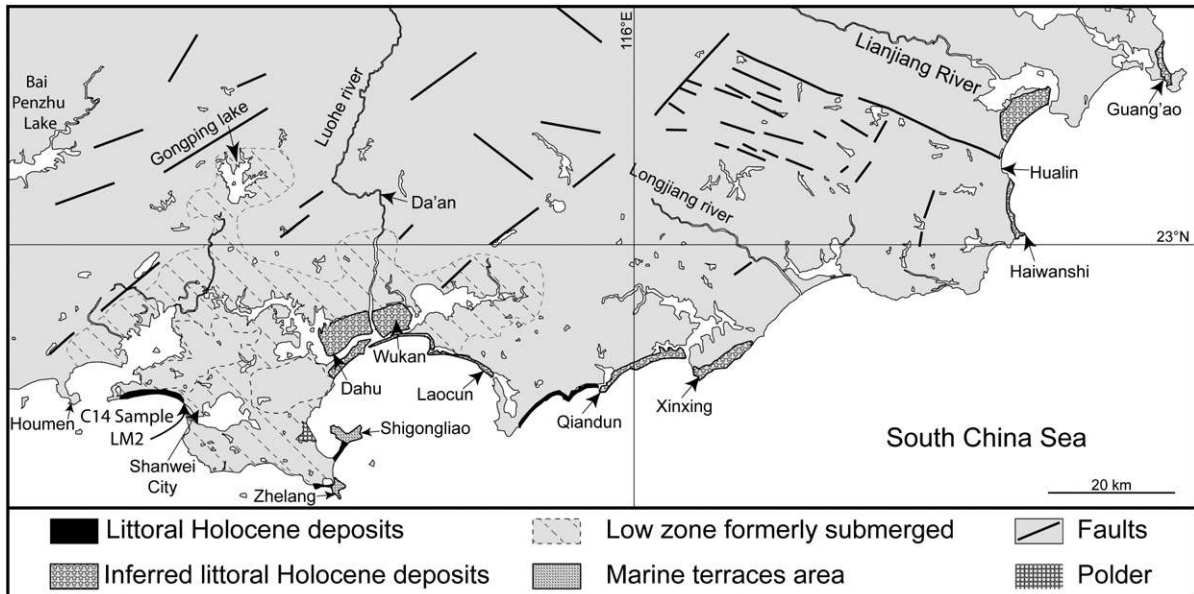 Bai
Penzhu
Lake
Gongping lake
Luohe river
116°E
Lianjiang River
Guang'ao
Hualin
Da'an
Longjiang river
23°N
Haiwanshi
Wukan
Dahu
Laocun
Qiandun
Xinxing
Houmen
C14 Sample
LM2
Shanwei
City
Shigongliao
Zhelang
South China Sea
20 km
Littoral Holocene deposits
Low zone formerly submerged
Faults
Inferred littoral Holocene deposits
Marine terraces area
Polder